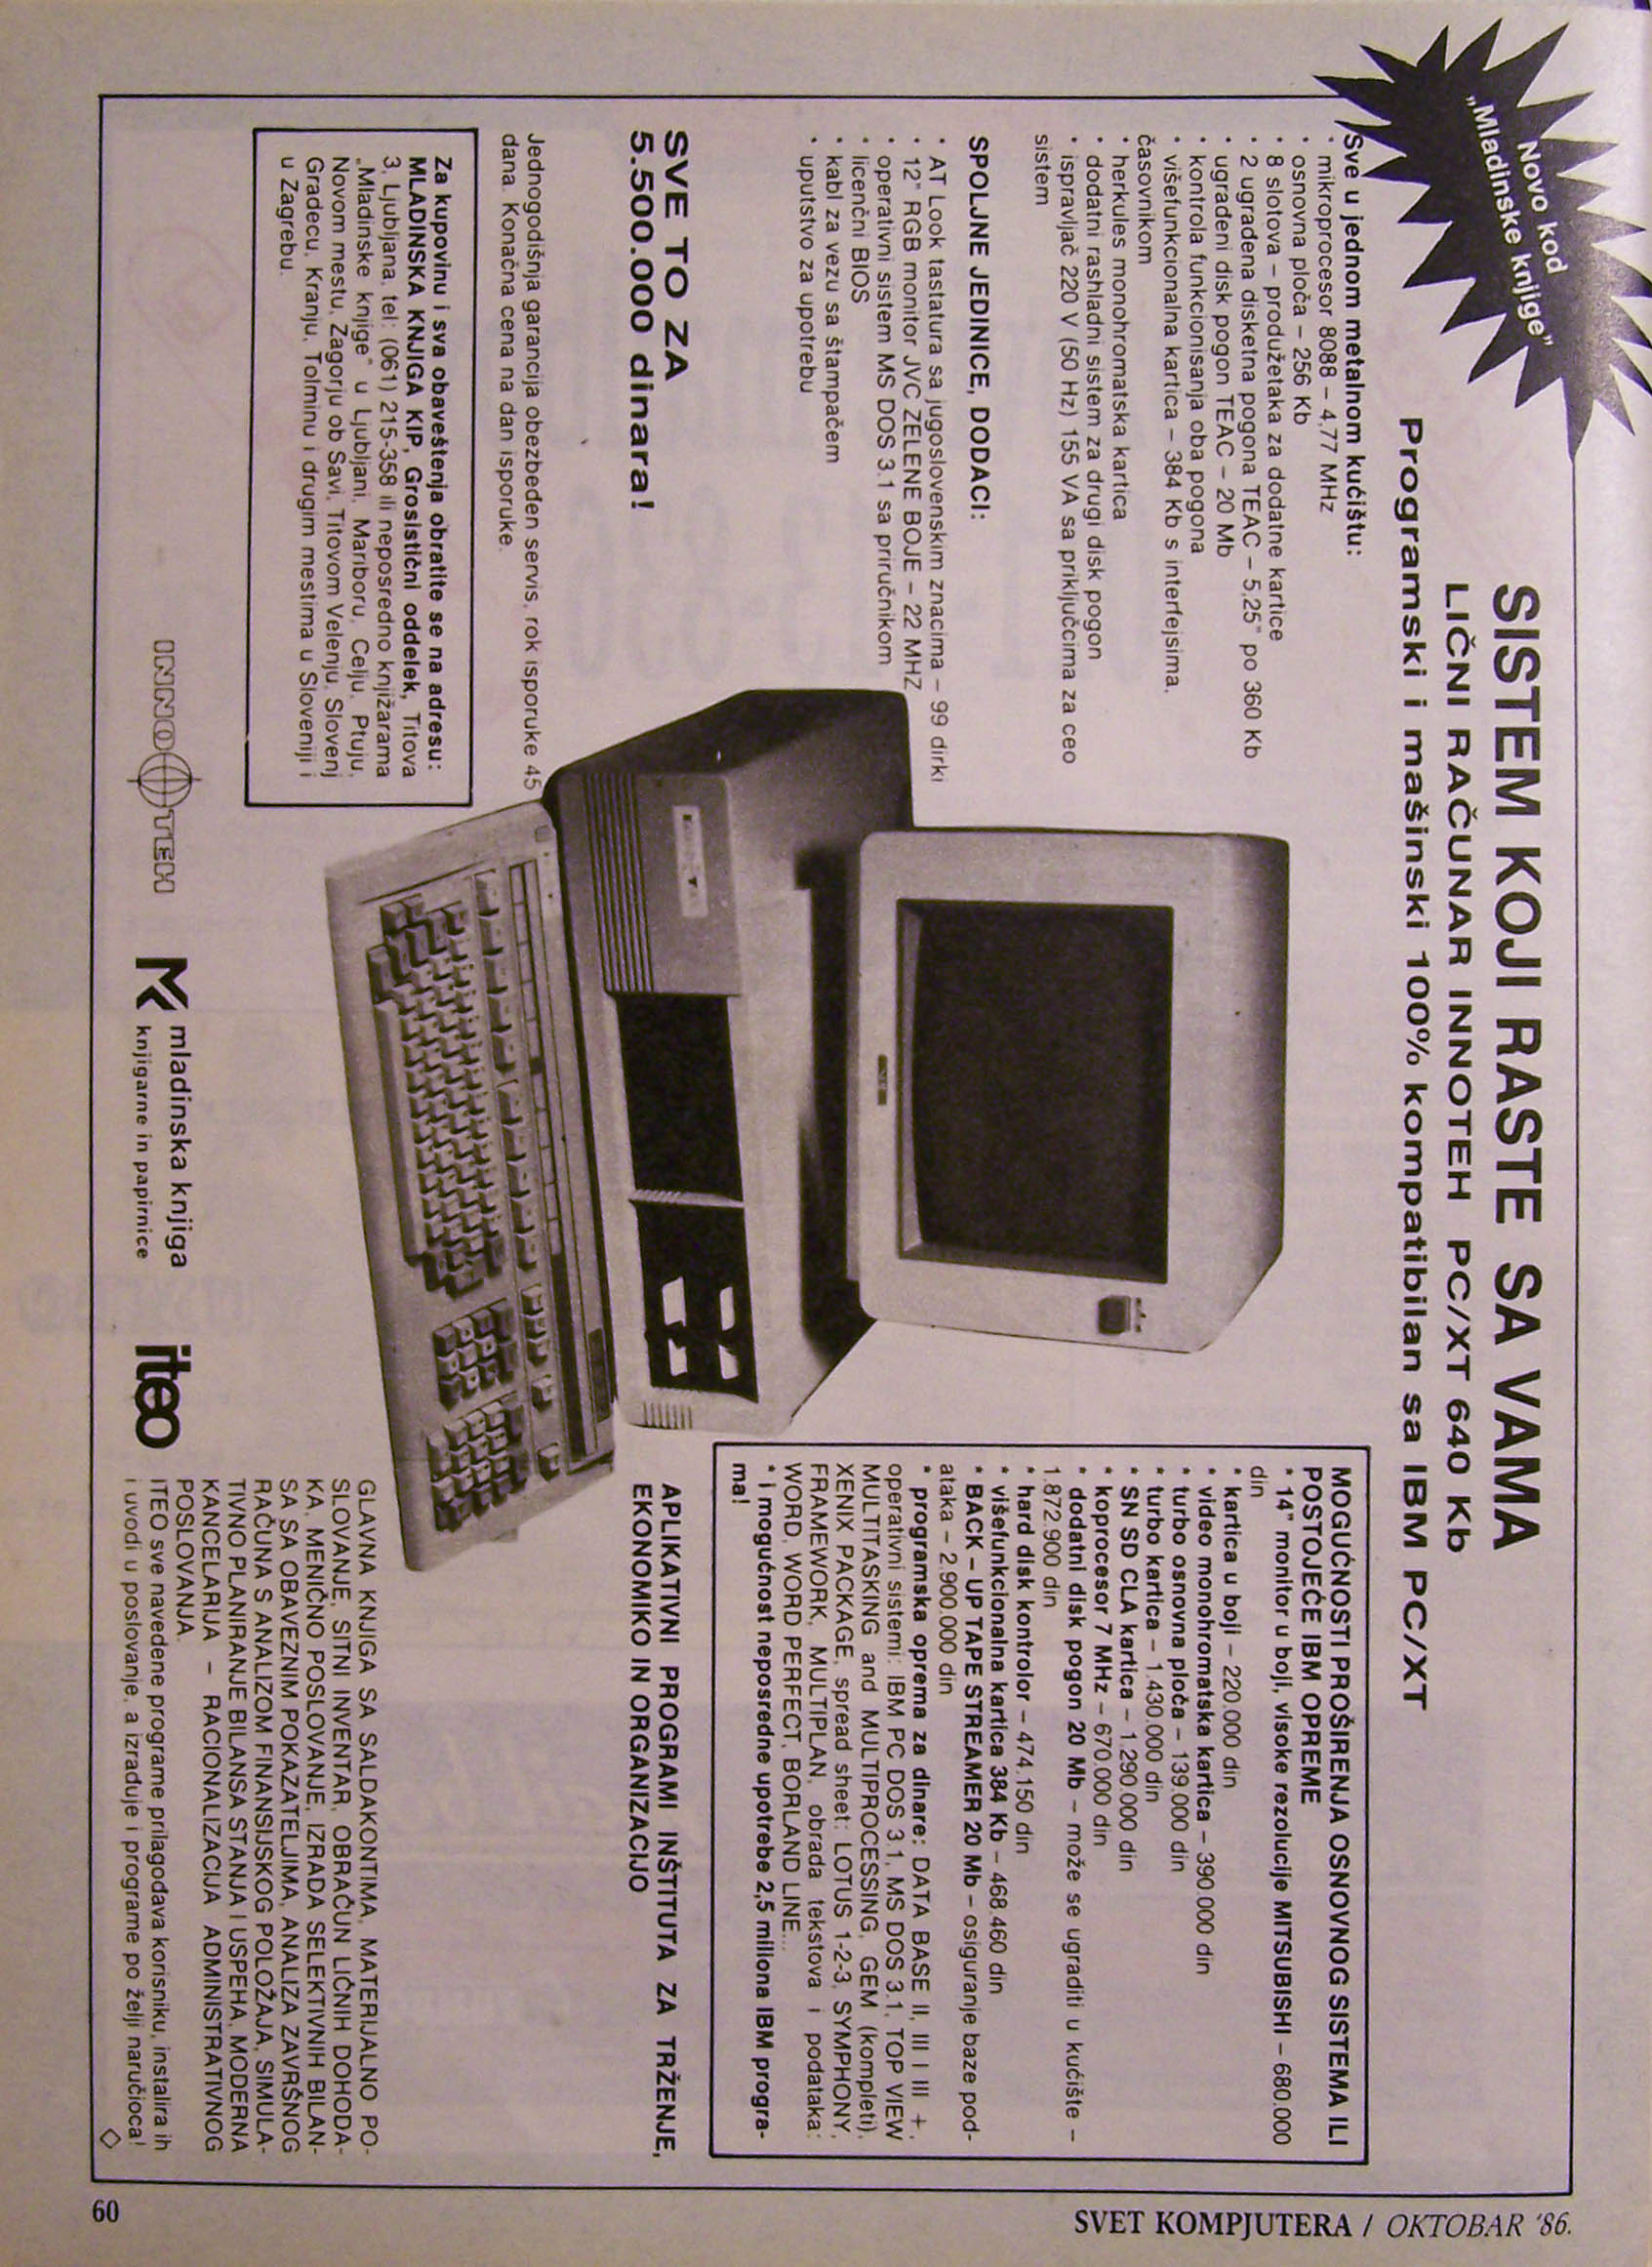 Novo kod
„Mladinske knjige”
SISTEM KOJI RASTE SA VAMA
LIČNI RAČUNAR INNOTEH PC/XT 640 Kb
Programski i mašinski 100% kompatibilan sa IBM PC/XT
Sve u jednom metalnom kućištu:
• mikroprocesor 8088 – 4,77 MHz
• osnovna ploča – 256 Kb
• 8 slotova – produžetaka za dodatne kartice
• 2 ugrađena disketna pogona TEAC – 5,25" po 360 Kb
• ugrađeni disk pogon TEAC – 20 Mb
• kontrola funkcionisanja oba pogona
• višefunkcionalna kartica – 384 Kb s interfejsima,
časovnikom
• herkules monohromatska kartica
• dodatni rashladni sistem za drugi disk pogon
• ispravljač 220 V (50 Hz) 155 VA sa priključcima za ceo
sistem
SPOLJNE JEDINICE, DODACI:
• AT Look tastatura sa jugoslovenskim znacima – 99 dirki
• 12" RGB monitor JVC ZELENE BOJE – 22 MHZ
• operativni sistem MS DOS 3.1 sa priručnikom
• licenčni BIOS
• kabl za vezu sa štampačem
• uputstvo za upotrebu
SVE TO ZA
5.500.000 dinara!
Jednogodišnja garancija obezbeđen servis, rok isporuke 45
dana. Konačna cena na dan isporuke.
Za kupovinu i sva obaveštenja obratite se na adresu:
MLADINSKA KNJIGA KIP, Grosistični oddelek, Titova
3, Ljubljana, tel: (061) 215-358 ili neposredno knjižarama
„Mladinske knjige” u Ljubljani, Mariboru, Celju, Ptuju,
Novom mestu, Zagorju ob Savi, Titovom Velenju, Slovenj
Gradecu, Kranju, Tolminu i drugim mestima u Sloveniji i
u Zagrebu.
MOGUĆNOSTI PROŠIRENJA OSNOVNOG SISTEMA ILI
POSTOJEĆE IBM OPREME
• 14" monitor u boji, visoke rezolucije MITSUBISHI – 680.000
din
• kartica u boji – 220.000 din
• video monohromatska kartica – 390.000 din
• turbo osnovna ploča – 139.000 din
• turbo kartica – 1.430.000 din
• SN SD CLA kartica – 1.290.000 din
• koprocesor 7 MHz – 670.000 din
• dodatni disk pogon 20 Mb – može se ugraditi u kućište –
1.872.900 din
• hard disk kontrolor – 474.150 din
• višefunkcionalna kartica 384 Kb – 468.460 din
• BACK – UP TAPE STREAMER 20 Mb – osiguranje baze pod-
ataka – 2.900.000 din
• programska oprema za dinare: DATA BASE II, III I III +,
operativni sistemi: IBM PC DOS 3.1, MS DOS 3.1, TOP VIEW
MULTITASKING and MULTIPROCESSING, GEM (kompleti),
XENIX PACKAGE, spread sheet: LOTUS 1-2-3, SYMPHONY,
FRAMEWORK, MULTIPLAN, obrada tekstova i podataka:
WORD, WORD PERFECT, BORLAND LINE...
• i mogućnost neposredne upotrebe 2,5 miliona IBM progra-
ma!
APLIKATIVNI PROGRAMI INŠTITUTA ZA TRŽENJE,
EKONOMIKO IN ORGANIZACIJO
GLAVNA KNJIGA SA SALDAKONTIMA, MATERIJALNO PO-
SLOVANJE, SITNI INVENTAR, OBRAČUN LIČNIH DOHODA-
KA, MENIČNO POSLOVANJE, IZRADA SELEKTIVNIH BILAN-
SA SA OBAVEZNIM POKAZATELJIMA, ANALIZA ZAVRŠNOG
RAČUNA S ANALIZOM FINANSIJSKOG POLOŽAJA, SIMULA-
TIVNO PLANIRANJE BILANSA STANJA I USPEHA, MODERNA
KANCELARIJA – RACIONALIZACIJA ADMINISTRATIVNOG
POSLOVANJA.
ITEO sve navedene programe prilagođava korisniku, instalira ih
i uvodi u poslovanje, a izrađuje i programe po želji naručioca!
INNOTEH
mladinska knjiga
knjigarne in papirnice
iteo
60
SVET KOMPJUTERA / OKTOBAR '86.